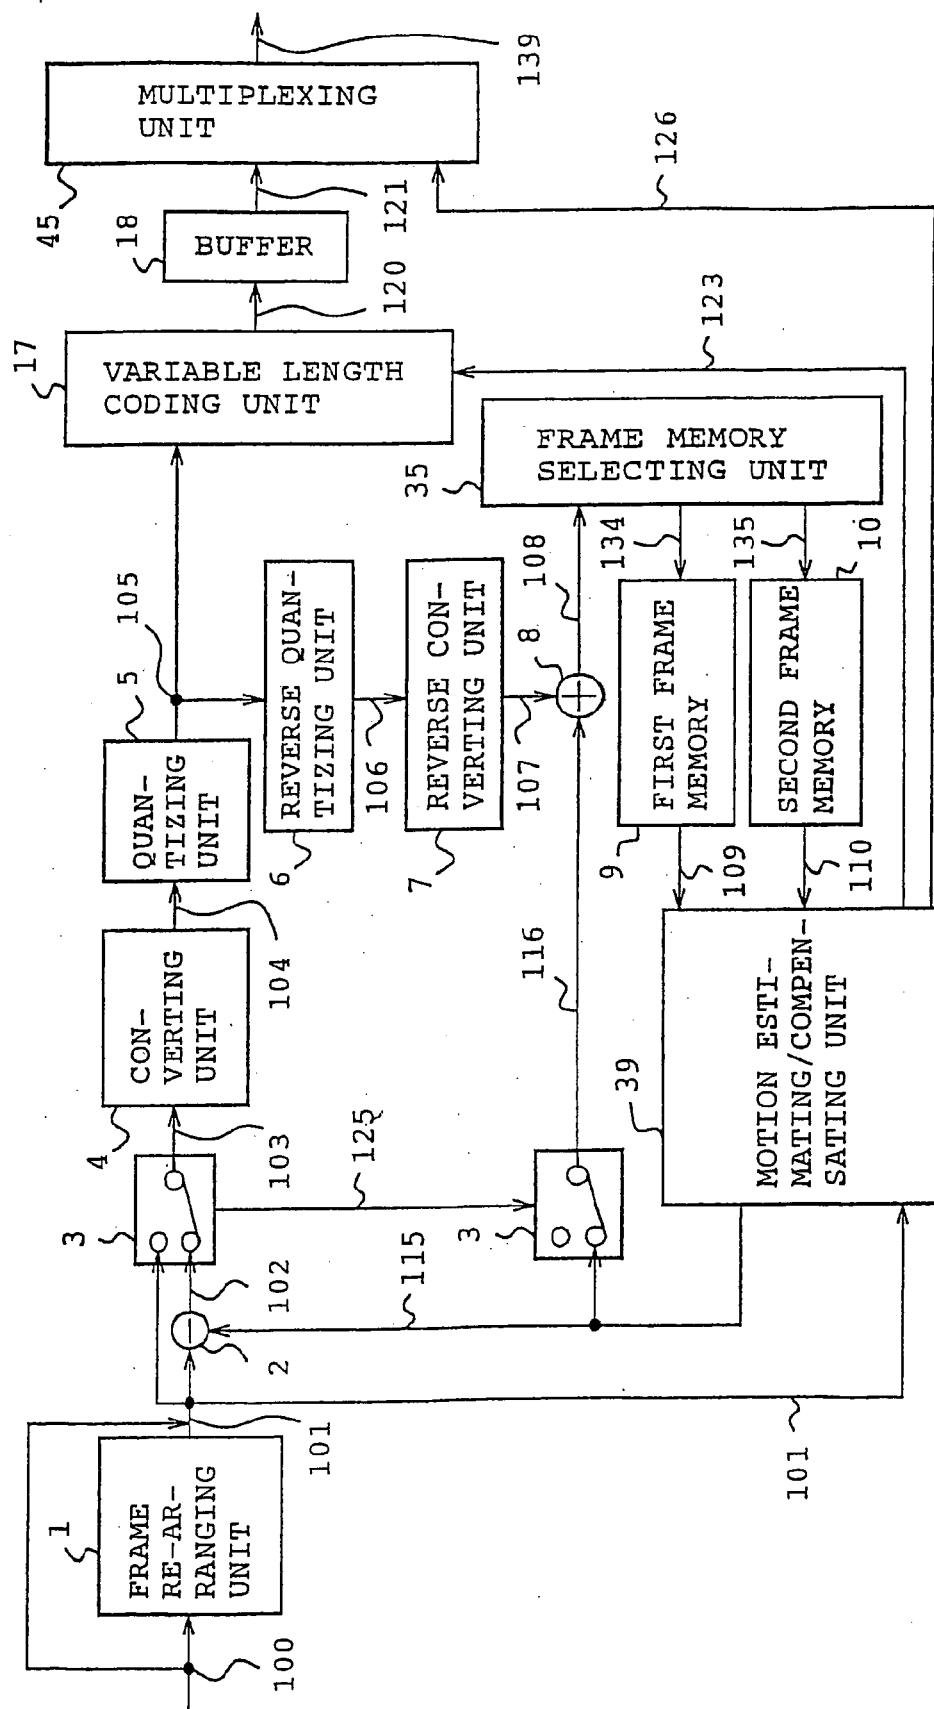 1
FRAME
RE-AR-
RANGING
UNIT
100
101
101
2
102
3
103
4
CON-
VERTING
UNIT
104
5
QUAN-
TIZING
UNIT
105
17
VARIABLE LENGTH
CODING UNIT
120
18
BUFFER
121
45
MULTIPLEXING
UNIT
139
6
REVERSE QUAN-
TIZING UNIT
106
7
REVERSE CON-
VERTING UNIT
107
8
108
125
115
3
116
35
FRAME MEMORY
SELECTING UNIT
134
135
9
FIRST FRAME
MEMORY
109
10
SECOND FRAME
MEMORY
110
39
MOTION ESTI-
MATING/COMPEN-
SATING UNIT
123
126